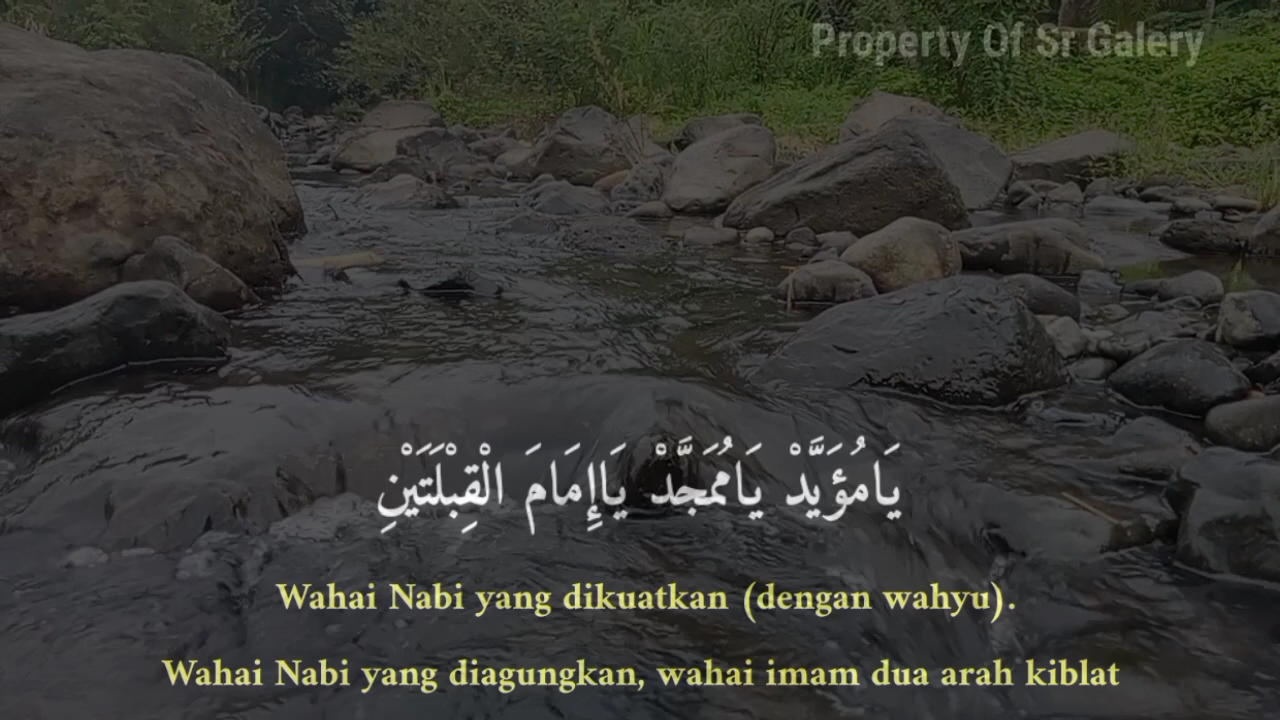 Property Of Sr Galery
يَامُؤَيَّدْ يَامُمَجَّدْ يَاإِمَامَ الْقِبْلَتَيْنِ
Wahai Nabi yang dikuatkan (dengan wahyu).
Wahai Nabi yang diagungkan, wahai imam dua arah kiblat